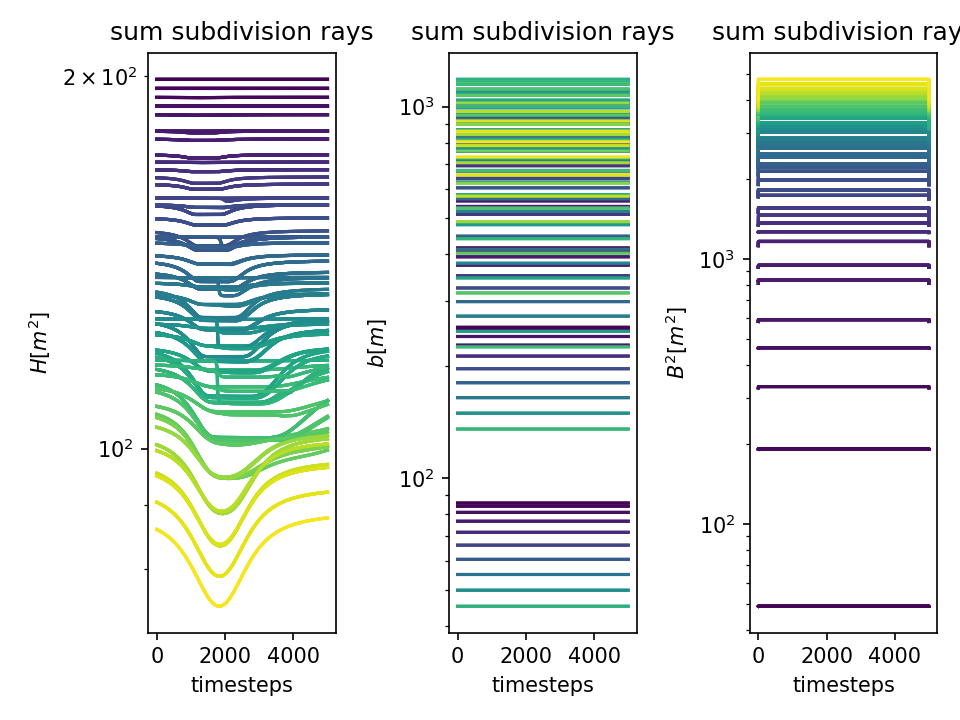 sum subdivision rays
sum subdivision rays
sum subdivision ray
2 × 10²
10²
H[m²]
0
2000
4000
timesteps
10³
10²
b[m]
0
2000
4000
timesteps
10³
10²
B²[m²]
0
2000
4000
timesteps